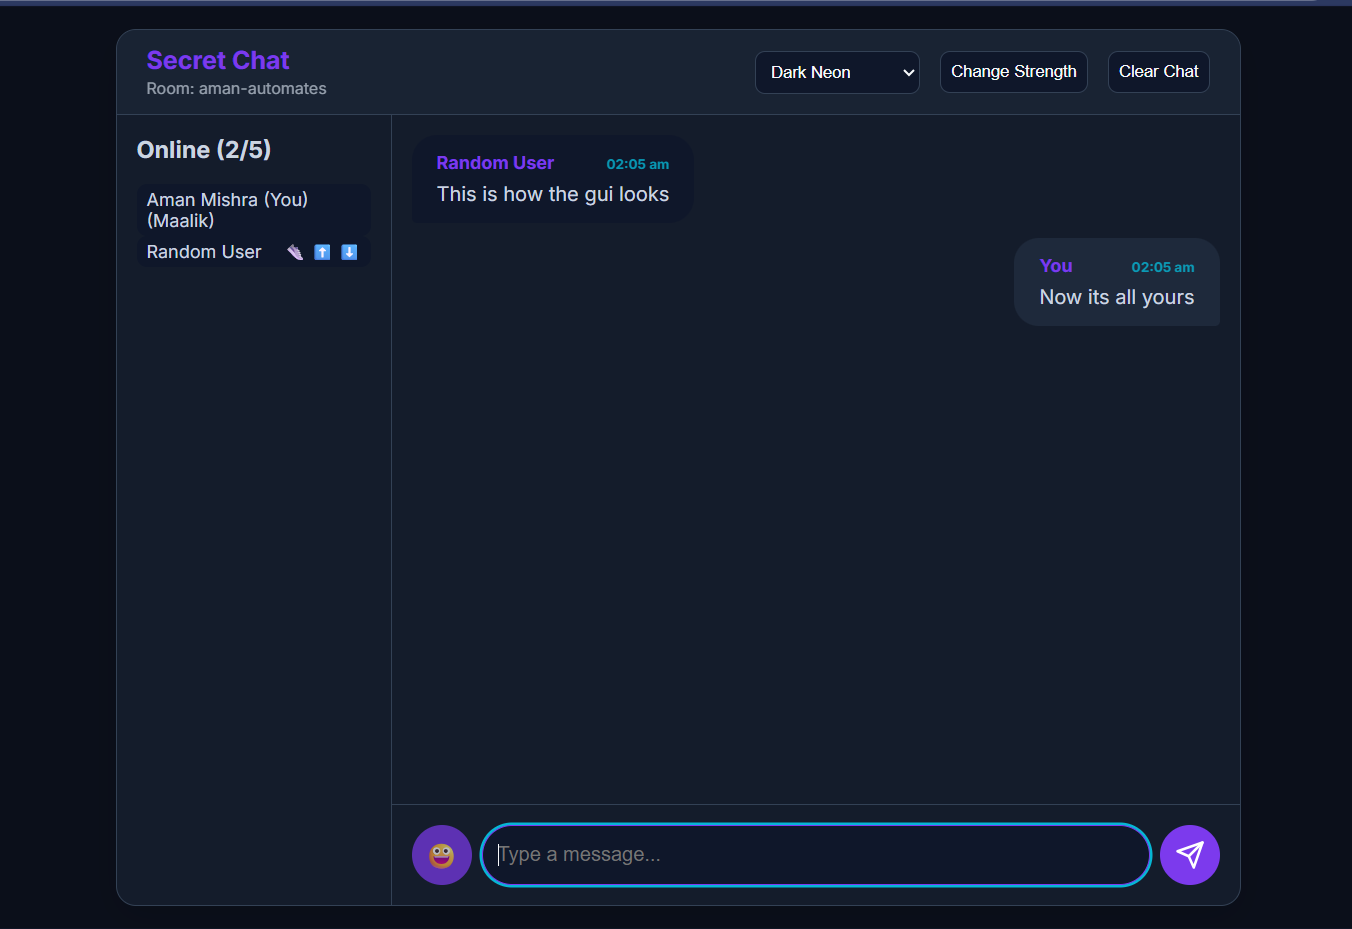 Secret Chat
Room: aman-automates
Dark Neon
Change Strength
Clear Chat
Online (2/5)
Aman Mishra (You)
(Maalik)
Random User
Random User 02:05 am
This is how the gui looks
You 02:05 am
Now its all yours
Type a message...